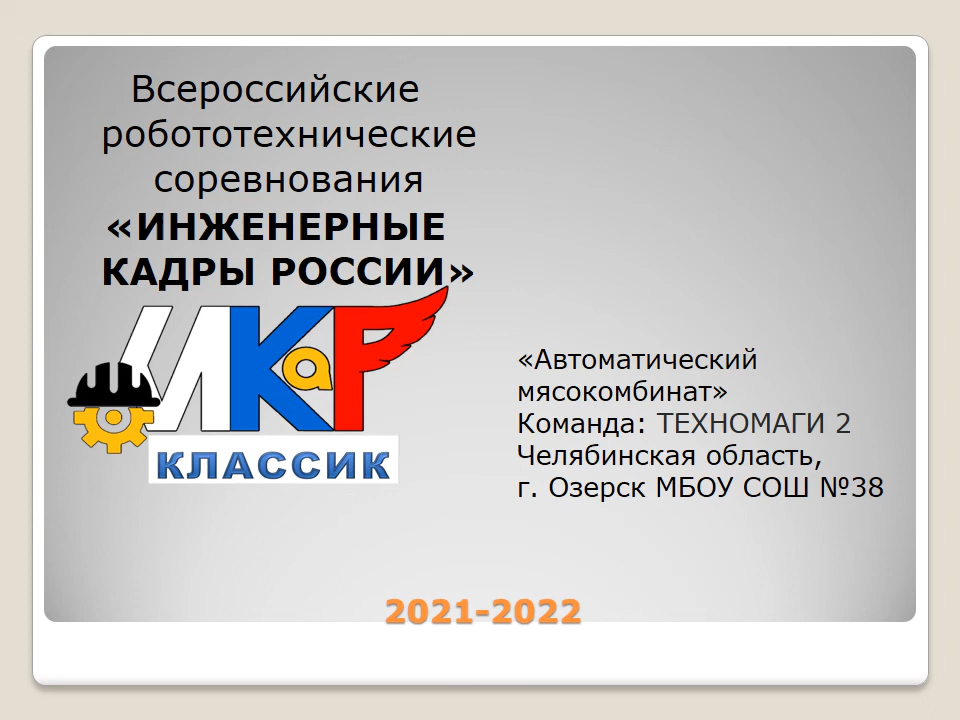 Всероссийские
робототехнические
соревнования
«ИНЖЕНЕРНЫЕ
КАДРЫ РОССИИ»
ИКаР
КЛАССИК
«Автоматический
мясокомбинат»
Команда: ТЕХНОМАГИ 2
Челябинская область,
г. Озерск МБОУ СОШ №38
2021-2022